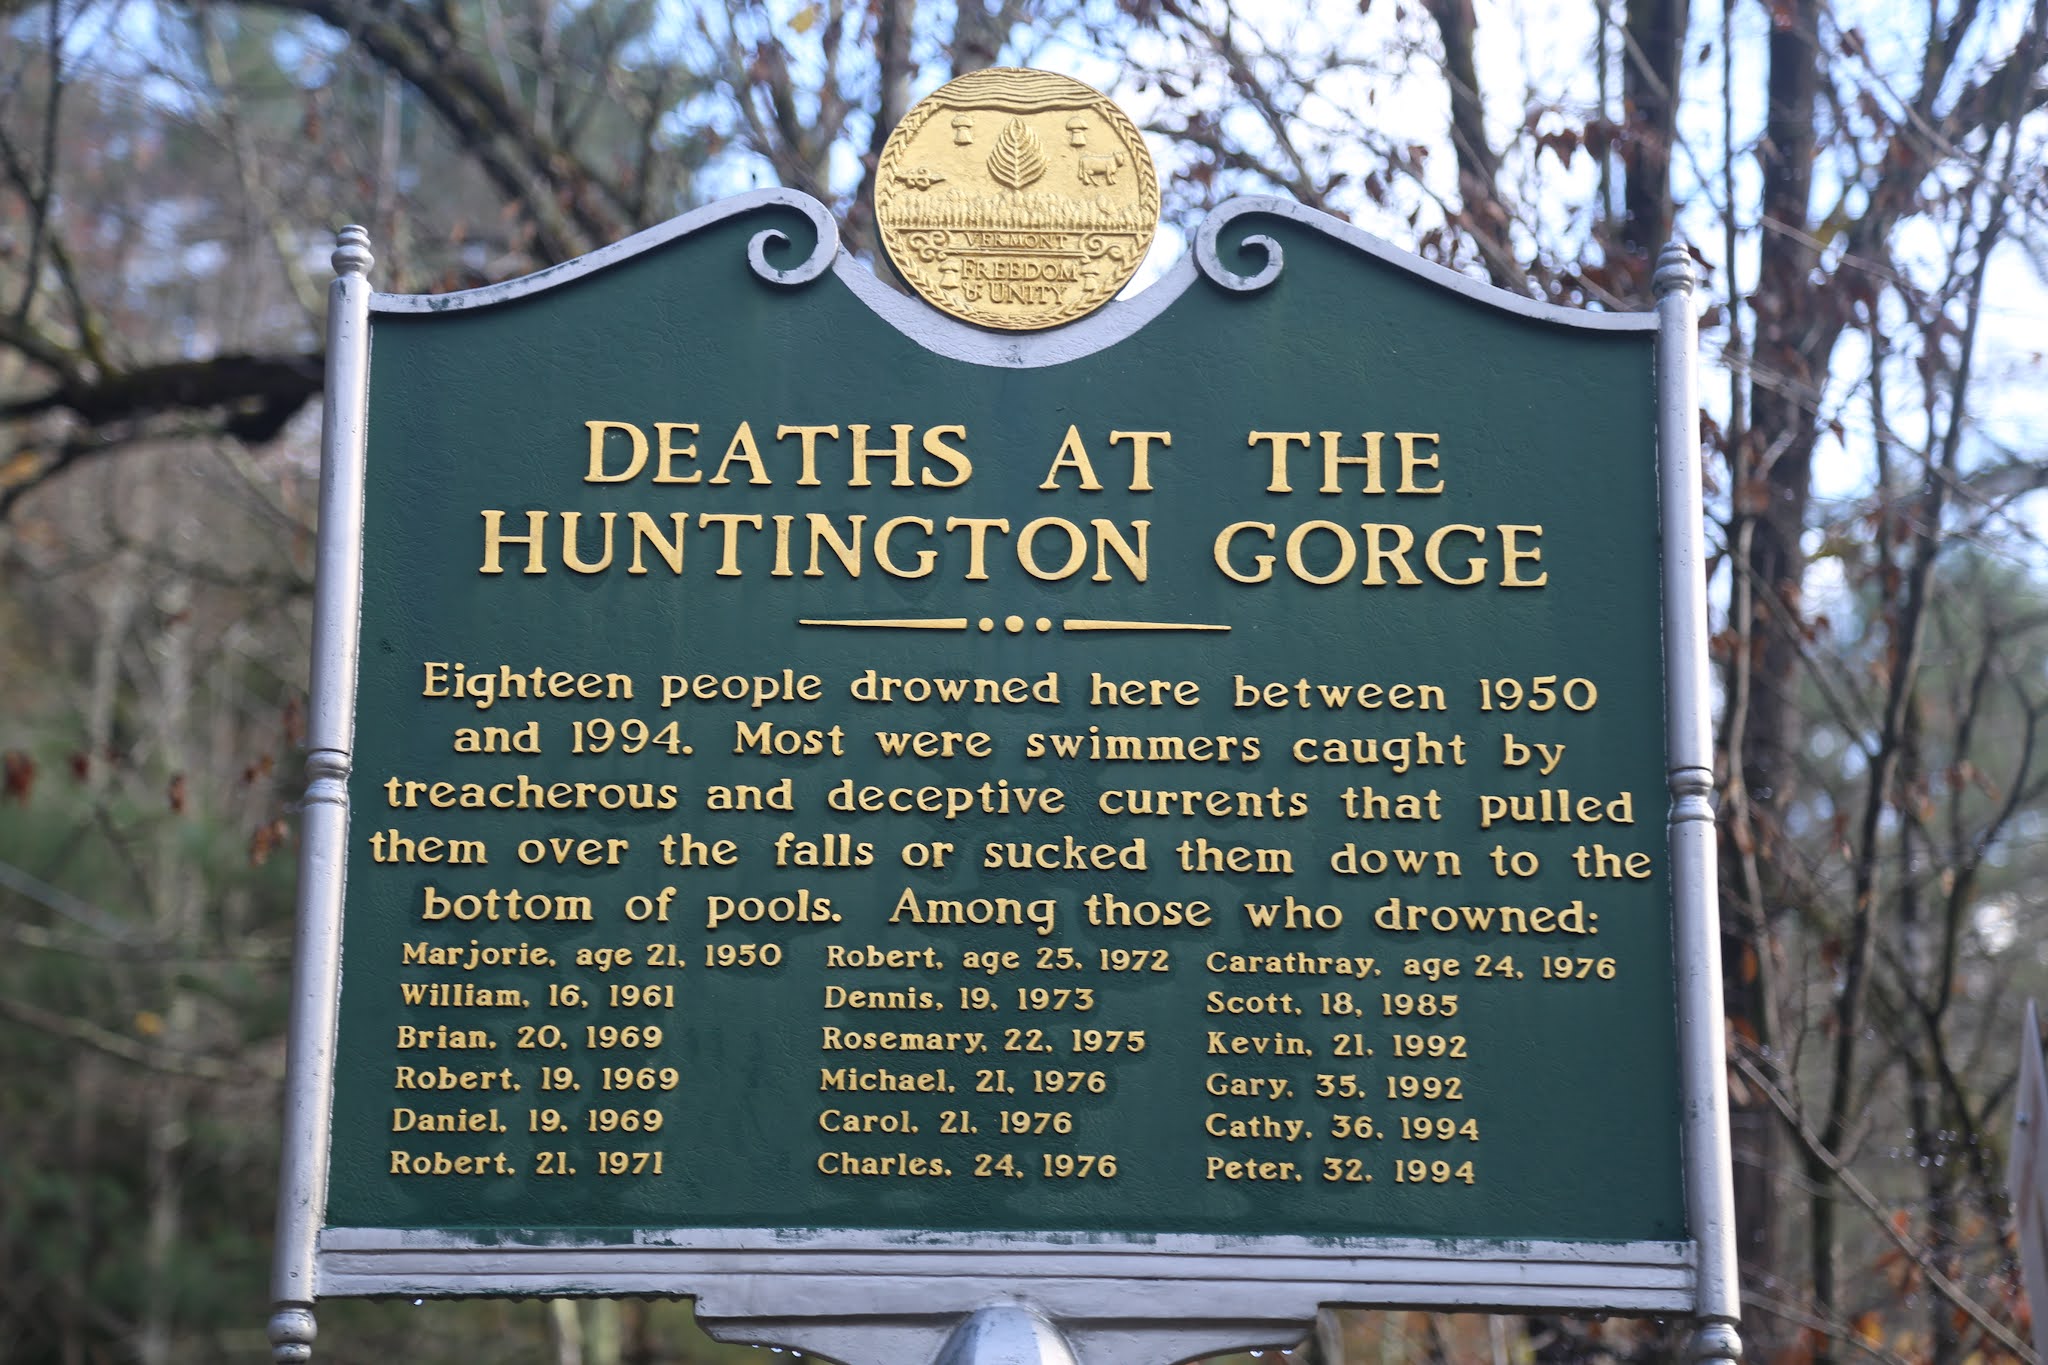 VERMONT
FREEDOM
& UNITY
DEATHS AT THE
HUNTINGTON GORGE
Eighteen people drowned here between 1950
and 1994. Most were swimmers caught by
treacherous and deceptive currents that pulled
them over the falls or sucked them down to the
bottom of pools. Among those who drowned:
Marjorie, age 21, 1950
William, 16, 1961
Brian, 20, 1969
Robert, 19, 1969
Daniel, 19, 1969
Robert, 21, 1971
Robert, age 25, 1972
Dennis, 19, 1973
Rosemary, 22, 1975
Michael, 21, 1976
Carol, 21, 1976
Charles, 24, 1976
Carathray, age 24, 1976
Scott, 18, 1985
Kevin, 21, 1992
Gary, 35, 1992
Cathy, 36, 1994
Peter, 32, 1994